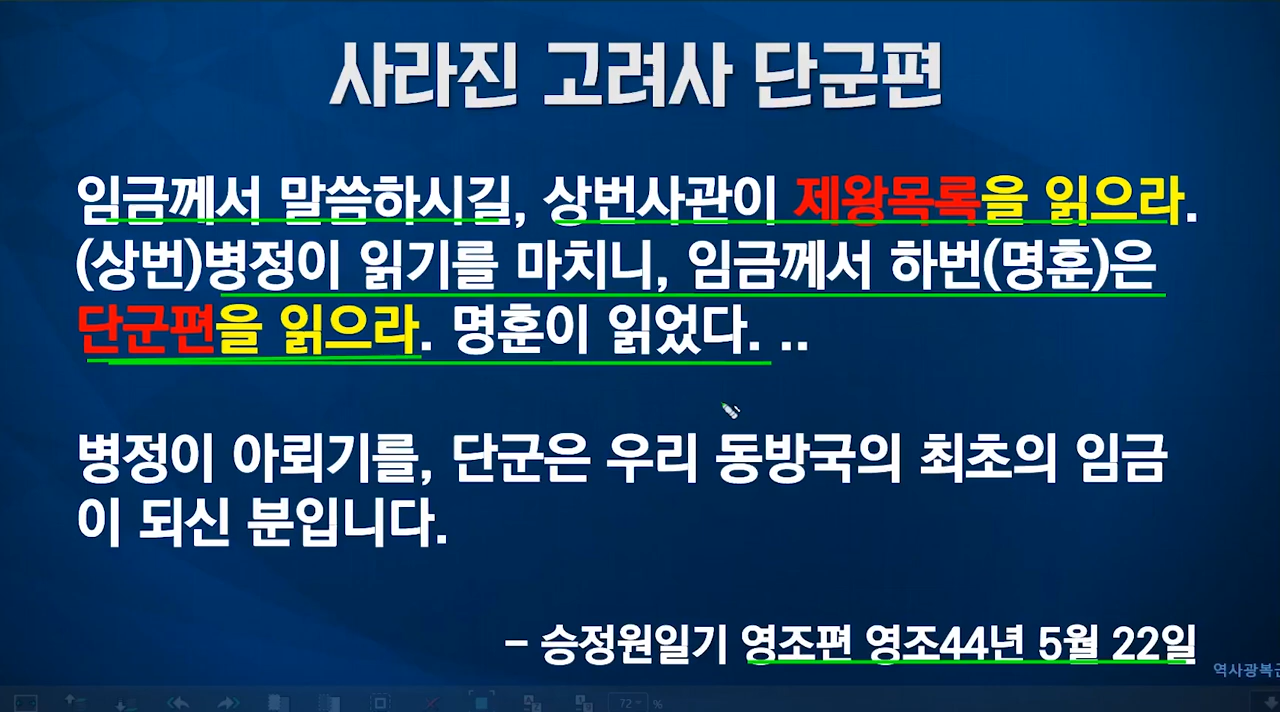 사라진 고려사 단군편
임금께서 말씀하시길, 상번사관이 제왕목록을 읽으라.
(상번)병정이 읽기를 마치니, 임금께서 하번(명훈)은
단군편을 읽으라. 명훈이 읽었다. ..
병정이 아뢰기를, 단군은 우리 동방국의 최초의 임금
이 되신 분입니다.
- 승정원일기 영조편 영조44년 5월 22일
역사광복군
72 %